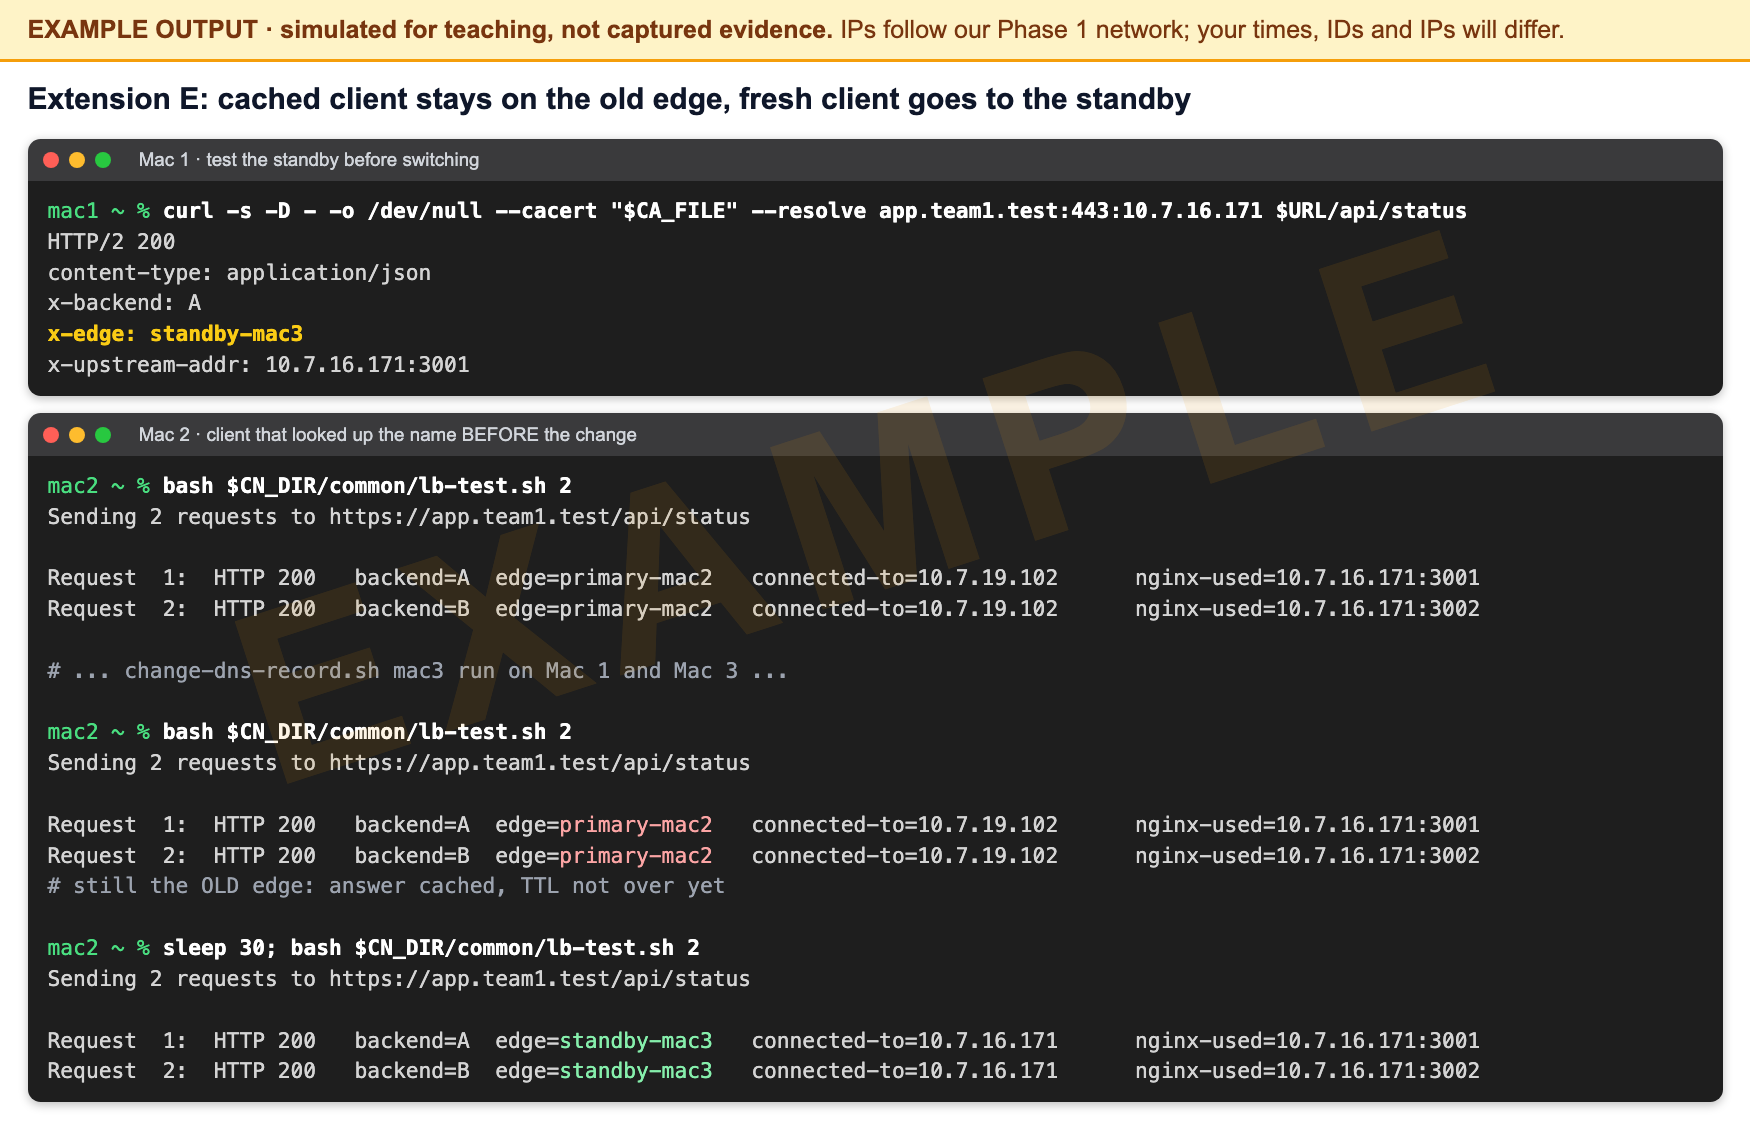 EXAMPLE OUTPUT · simulated for teaching, not captured evidence. IPs follow our Phase 1 network; your times, IDs and IPs will differ.
Extension E: cached client stays on the old edge, fresh client goes to the standby
Mac 1 · test the standby before switching
mac1 ~ % curl -s -D - -o /dev/null --cacert "$CA_FILE" --resolve app.team1.test:443:10.7.16.171 $URL/api/status
HTTP/2 200
content-type: application/json
x-backend: A
x-edge: standby-mac3
x-upstream-addr: 10.7.16.171:3001
Mac 2 · client that looked up the name BEFORE the change
mac2 ~ % bash $CN_DIR/common/lb-test.sh 2
Sending 2 requests to https://app.team1.test/api/status
Request  1:  HTTP 200   backend=A  edge=primary-mac2   connected-to=10.7.19.102      nginx-used=10.7.16.171:3001
Request  2:  HTTP 200   backend=B  edge=primary-mac2   connected-to=10.7.19.102      nginx-used=10.7.16.171:3002
# ... change-dns-record.sh mac3 run on Mac 1 and Mac 3 ...
mac2 ~ % bash $CN_DIR/common/lb-test.sh 2
Sending 2 requests to https://app.team1.test/api/status
Request  1:  HTTP 200   backend=A  edge=primary-mac2   connected-to=10.7.19.102      nginx-used=10.7.16.171:3001
Request  2:  HTTP 200   backend=B  edge=primary-mac2   connected-to=10.7.19.102      nginx-used=10.7.16.171:3002
# still the OLD edge: answer cached, TTL not over yet
mac2 ~ % sleep 30; bash $CN_DIR/common/lb-test.sh 2
Sending 2 requests to https://app.team1.test/api/status
Request  1:  HTTP 200   backend=A  edge=standby-mac3   connected-to=10.7.16.171      nginx-used=10.7.16.171:3001
Request  2:  HTTP 200   backend=B  edge=standby-mac3   connected-to=10.7.16.171      nginx-used=10.7.16.171:3002
EXAMPLE